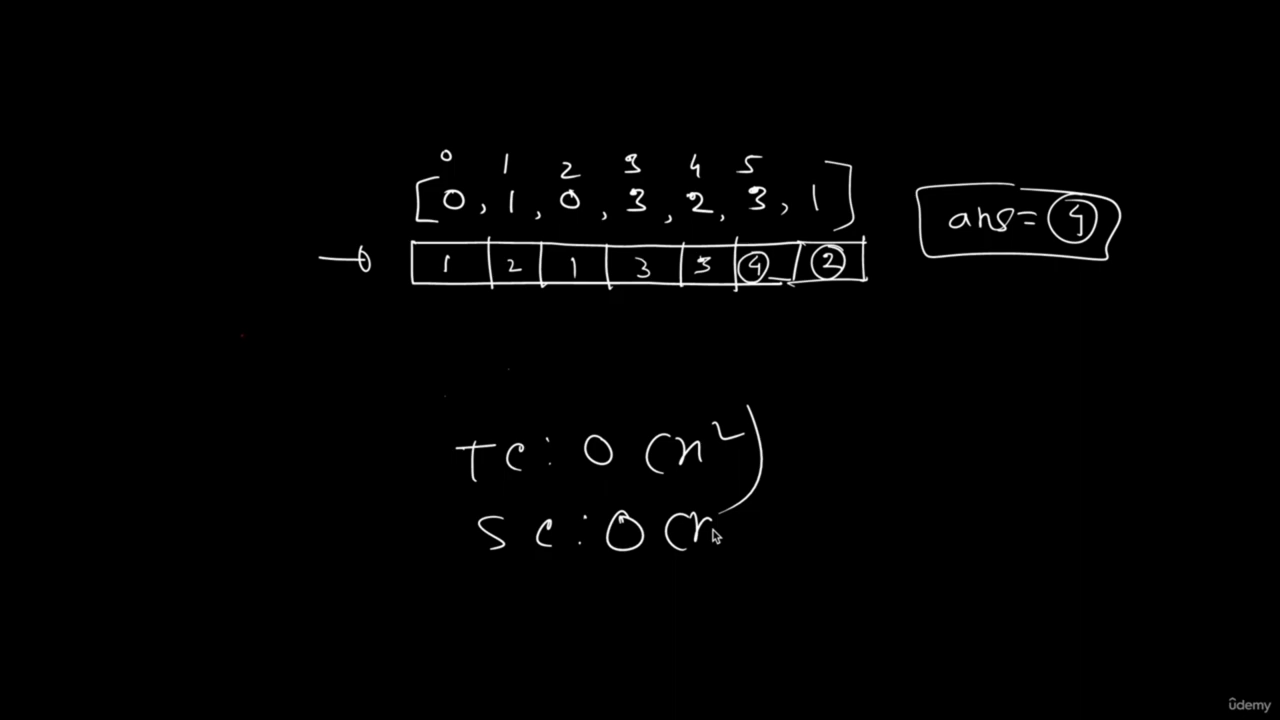 0 1 2 3 4 5
[0, 1, 0, 3, 2, 3, 1]
ans = 4
1 2 1 3 3 4 2
TC: O(n²)
SC: O(n
ûdemy